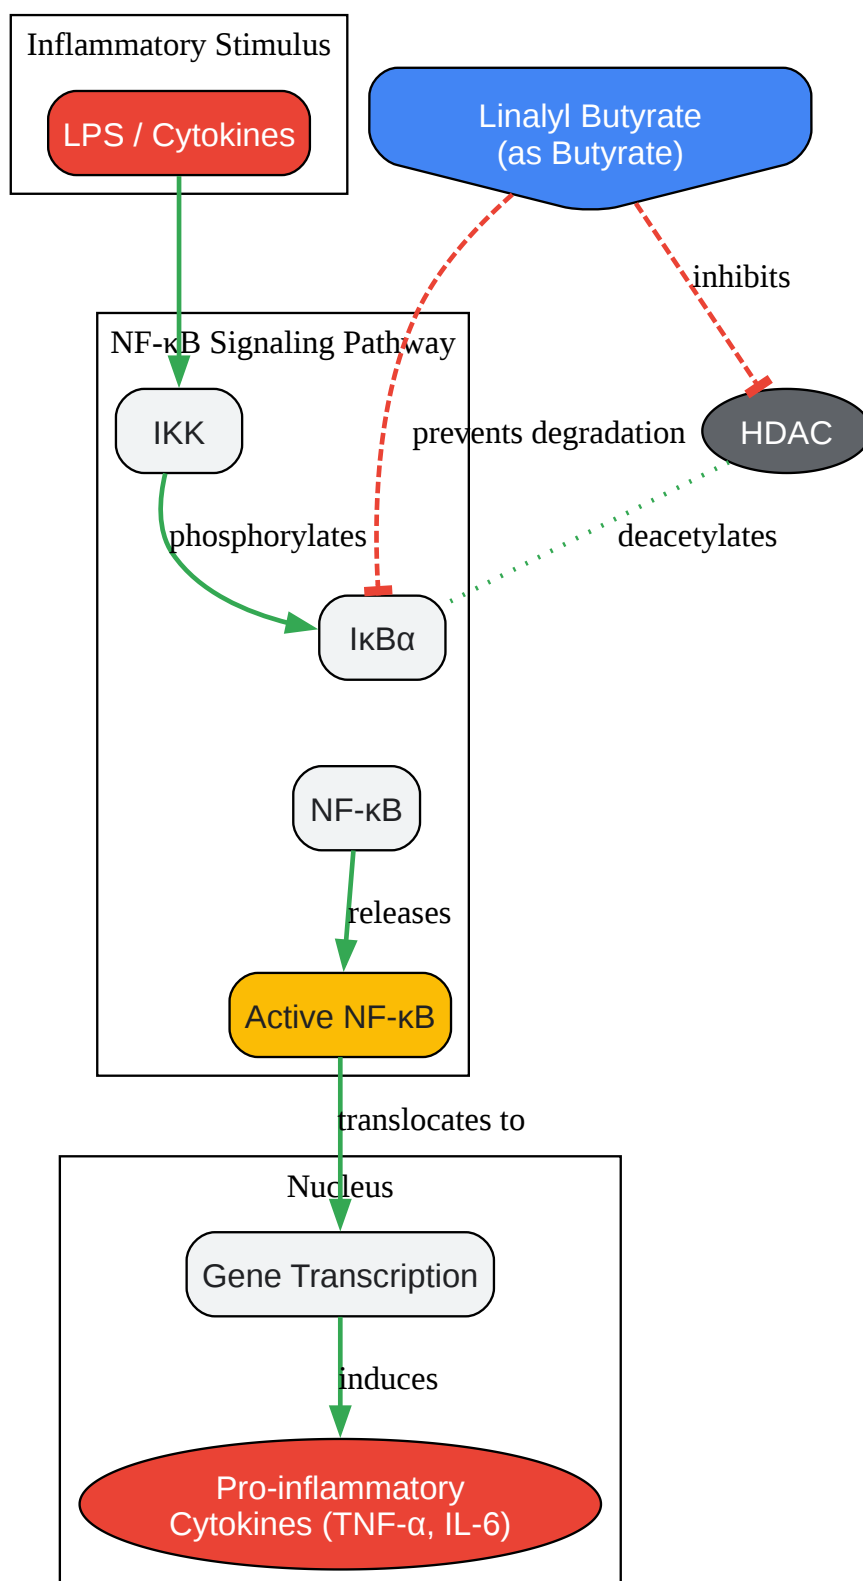 Inflammatory Stimulus
LPS / Cytokines
Linalyl Butyrate
(as Butyrate)
inhibits
NF-κB Signaling Pathway
IKK
prevents degradation
HDAC
phosphorylates
deacetylates
IκBα
NF-κB
releases
Active NF-κB
translocates to
Nucleus
Gene Transcription
induces
Pro-inflammatory
Cytokines (TNF-α, IL-6)